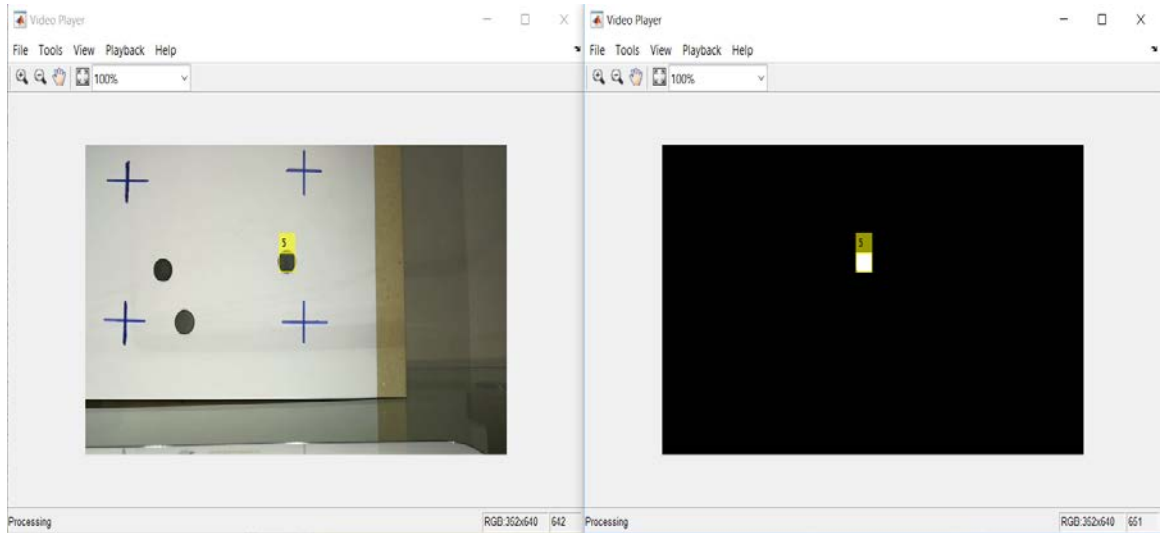 Video Player
File Tools View Playback Help
100%
5
Processing
RGB:352x640 642
Video Player
File Tools View Playback Help
100%
5
Processing
RGB:352x640 651